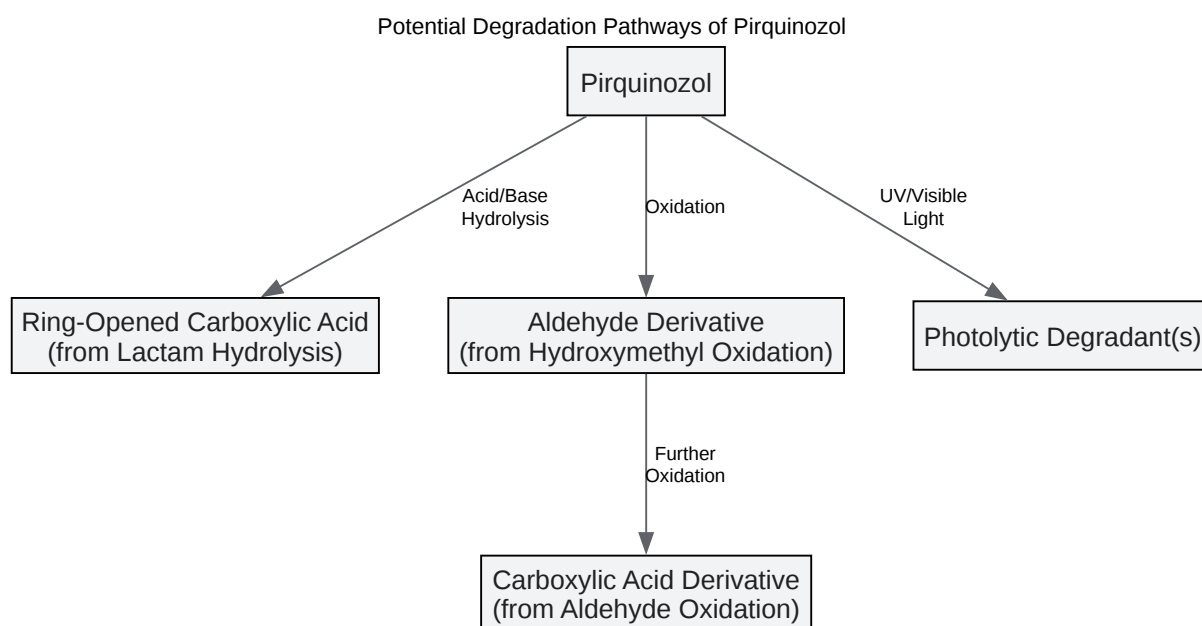 Potential Degradation Pathways of Pirquinozol
Pirquinozol
Acid/Base
Hydrolysis
Oxidation
UV/Visible
Light
Ring-Opened Carboxylic Acid
(from Lactam Hydrolysis)
Aldehyde Derivative
(from Hydroxymethyl Oxidation)
Photolytic Degradant(s)
Further
Oxidation
Carboxylic Acid Derivative
(from Aldehyde Oxidation)